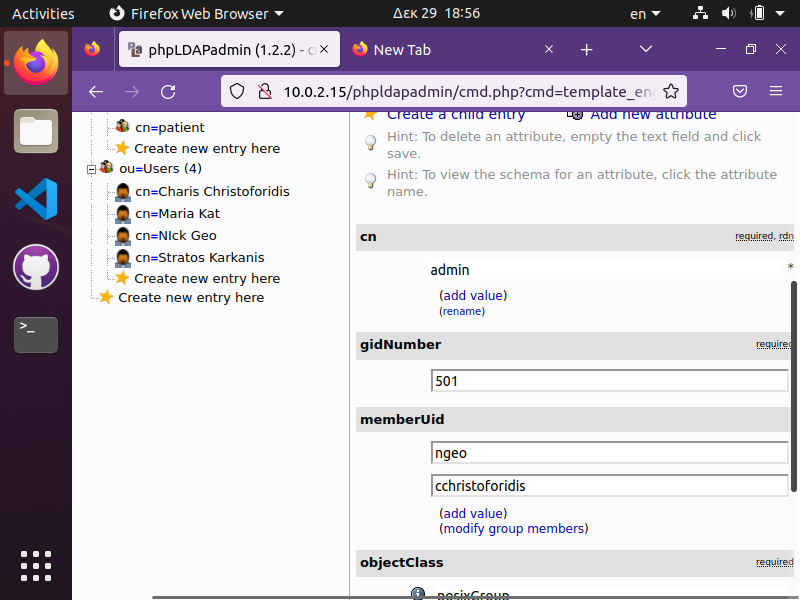 Activities
Firefox Web Browser
Δεκ 29 18:56
en
phpLDAPadmin (1.2.2) - c
New Tab
10.0.2.15/phpldapadmin/cmd.php?cmd=template_en
cn=patient
Create new entry here
ou=Users (4)
cn=Charis Christoforidis
cn=Maria Kat
cn=NIck Geo
cn=Stratos Karkanis
Create new entry here
Create new entry here
Create a child entry
Add new attribute
Hint: To delete an attribute, empty the text field and click
save.
Hint: To view the schema for an attribute, click the attribute
name.
cn
required, rdn
admin
*
(add value)
(rename)
gidNumber
required
501
memberUid
ngeo
cchristoforidis
(add value)
(modify group members)
objectClass
required
posixGroup
>_